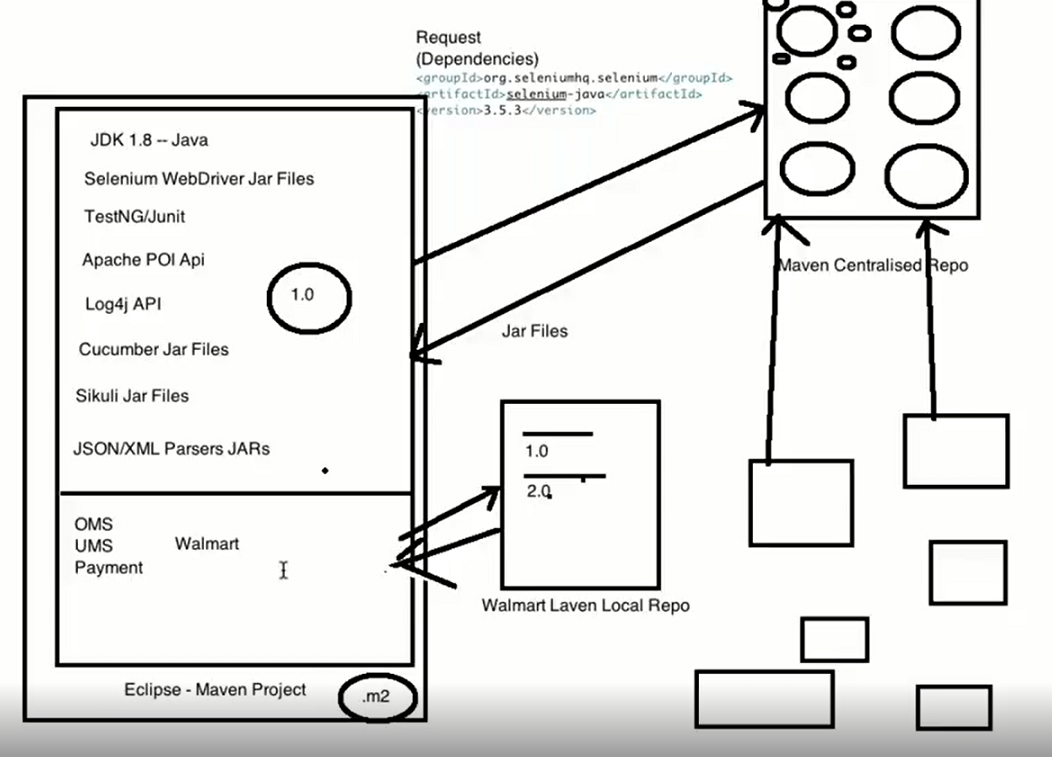 Request
(Dependencies)
<groupId>org.seleniumhq.selenium</groupId>
<artifactId>selenium-java</artifactId>
<version>3.5.3</version>
JDK 1.8 -- Java
Selenium WebDriver Jar Files
TestNG/Junit
Apache POI Api
Log4j API
1.0
Cucumber Jar Files
Sikuli Jar Files
JSON/XML Parsers JARs
OMS
UMS
Walmart
Payment
Eclipse - Maven Project
.m2
Jar Files
1.0
2.0
Walmart Laven Local Repo
Maven Centralised Repo